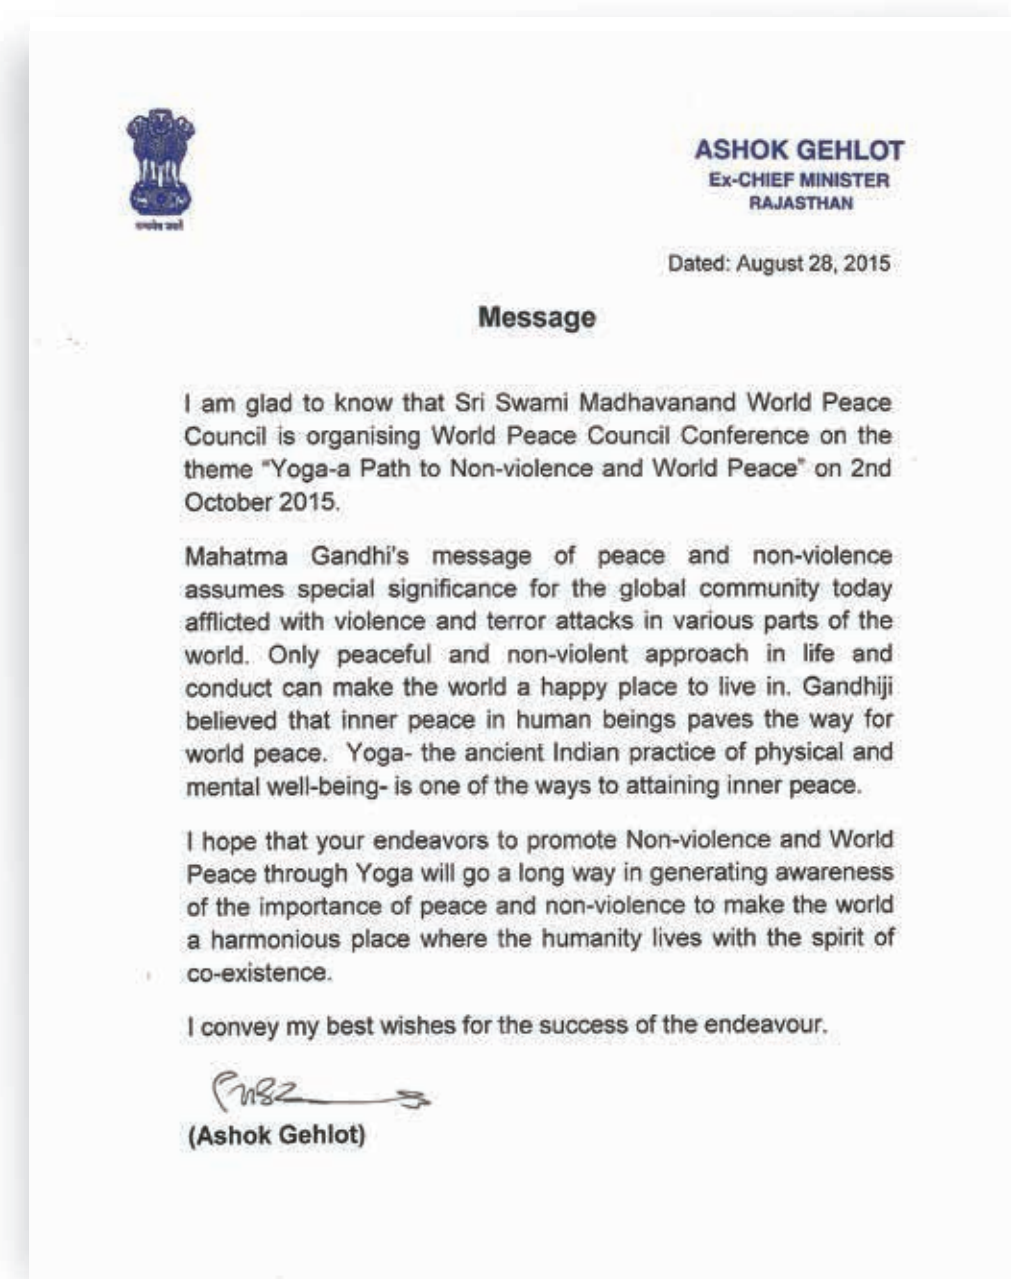 ASHOK GEHLOT
Ex-CHIEF MINISTER
RAJASTHAN
Dated: August 28, 2015
Message
I am glad to know that Sri Swami Madhavanand World Peace
Council is organising World Peace Council Conference on the
theme "Yoga-a Path to Non-violence and World Peace" on 2nd
October 2015.
Mahatma Gandhi's message of peace and non-violence
assumes special significance for the global community today
afflicted with violence and terror attacks in various parts of the
world. Only peaceful and non-violent approach in life and
conduct can make the world a happy place to live in. Gandhiji
believed that inner peace in human beings paves the way for
world peace. Yoga- the ancient Indian practice of physical and
mental well-being- is one of the ways to attaining inner peace.
I hope that your endeavors to promote Non-violence and World
Peace through Yoga will go a long way in generating awareness
of the importance of peace and non-violence to make the world
a harmonious place where the humanity lives with the spirit of
co-existence.
I convey my best wishes for the success of the endeavour.
(Ashok Gehlot)